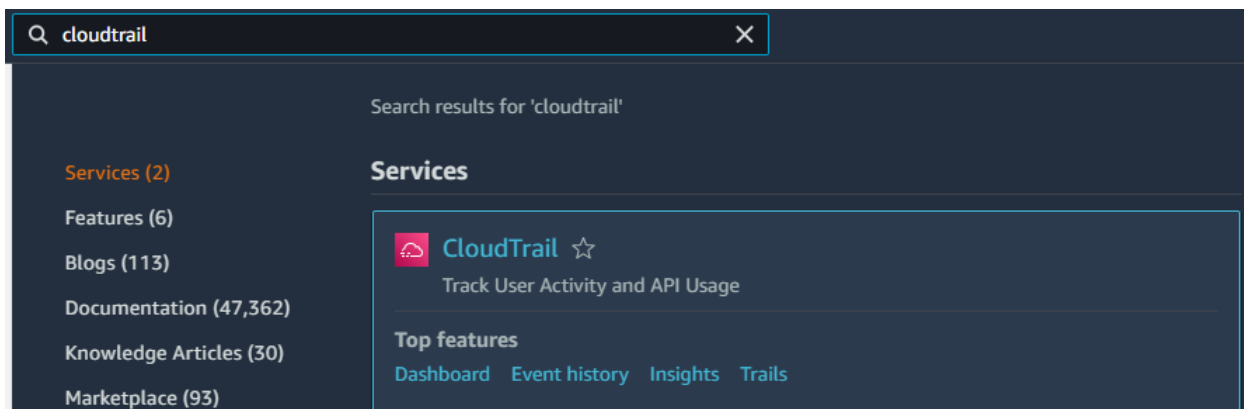 cloudtrail
Search results for 'cloudtrail'
Services (2)
Features (6)
Blogs (113)
Documentation (47,362)
Knowledge Articles (30)
Marketplace (93)
Services
CloudTrail
Track User Activity and API Usage
Top features
Dashboard Event history Insights Trails